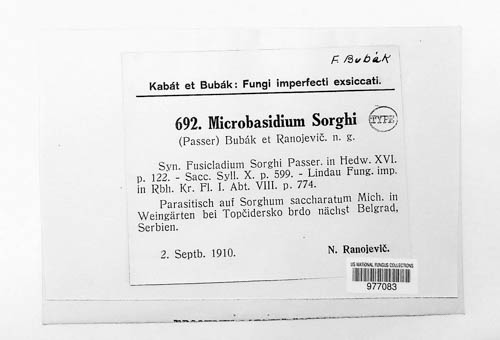 F. Bubák
Kabát et Bubák: Fungi imperfecti exsiccati.
692. Microbasidium Sorghi
TYPE
(Passer) Bubák et Ranojevič. n. g.
Syn. Fusicladium Sorghi Passer. in Hedw. XVI.
p. 122. - Sacc. Syll. X. p. 599. - Lindau Fung. imp.
in Rbh. Kr. Fl. I. Abt. VIII. p. 774.
Parasitisch auf Sorghum saccharatum Mich. in
Weingärten bei Topčidersko brdo nächst Belgrad,
Serbien.
2. Septb. 1910.
N. Ranojevič.
US NATIONAL FUNGUS COLLECTIONS
977083